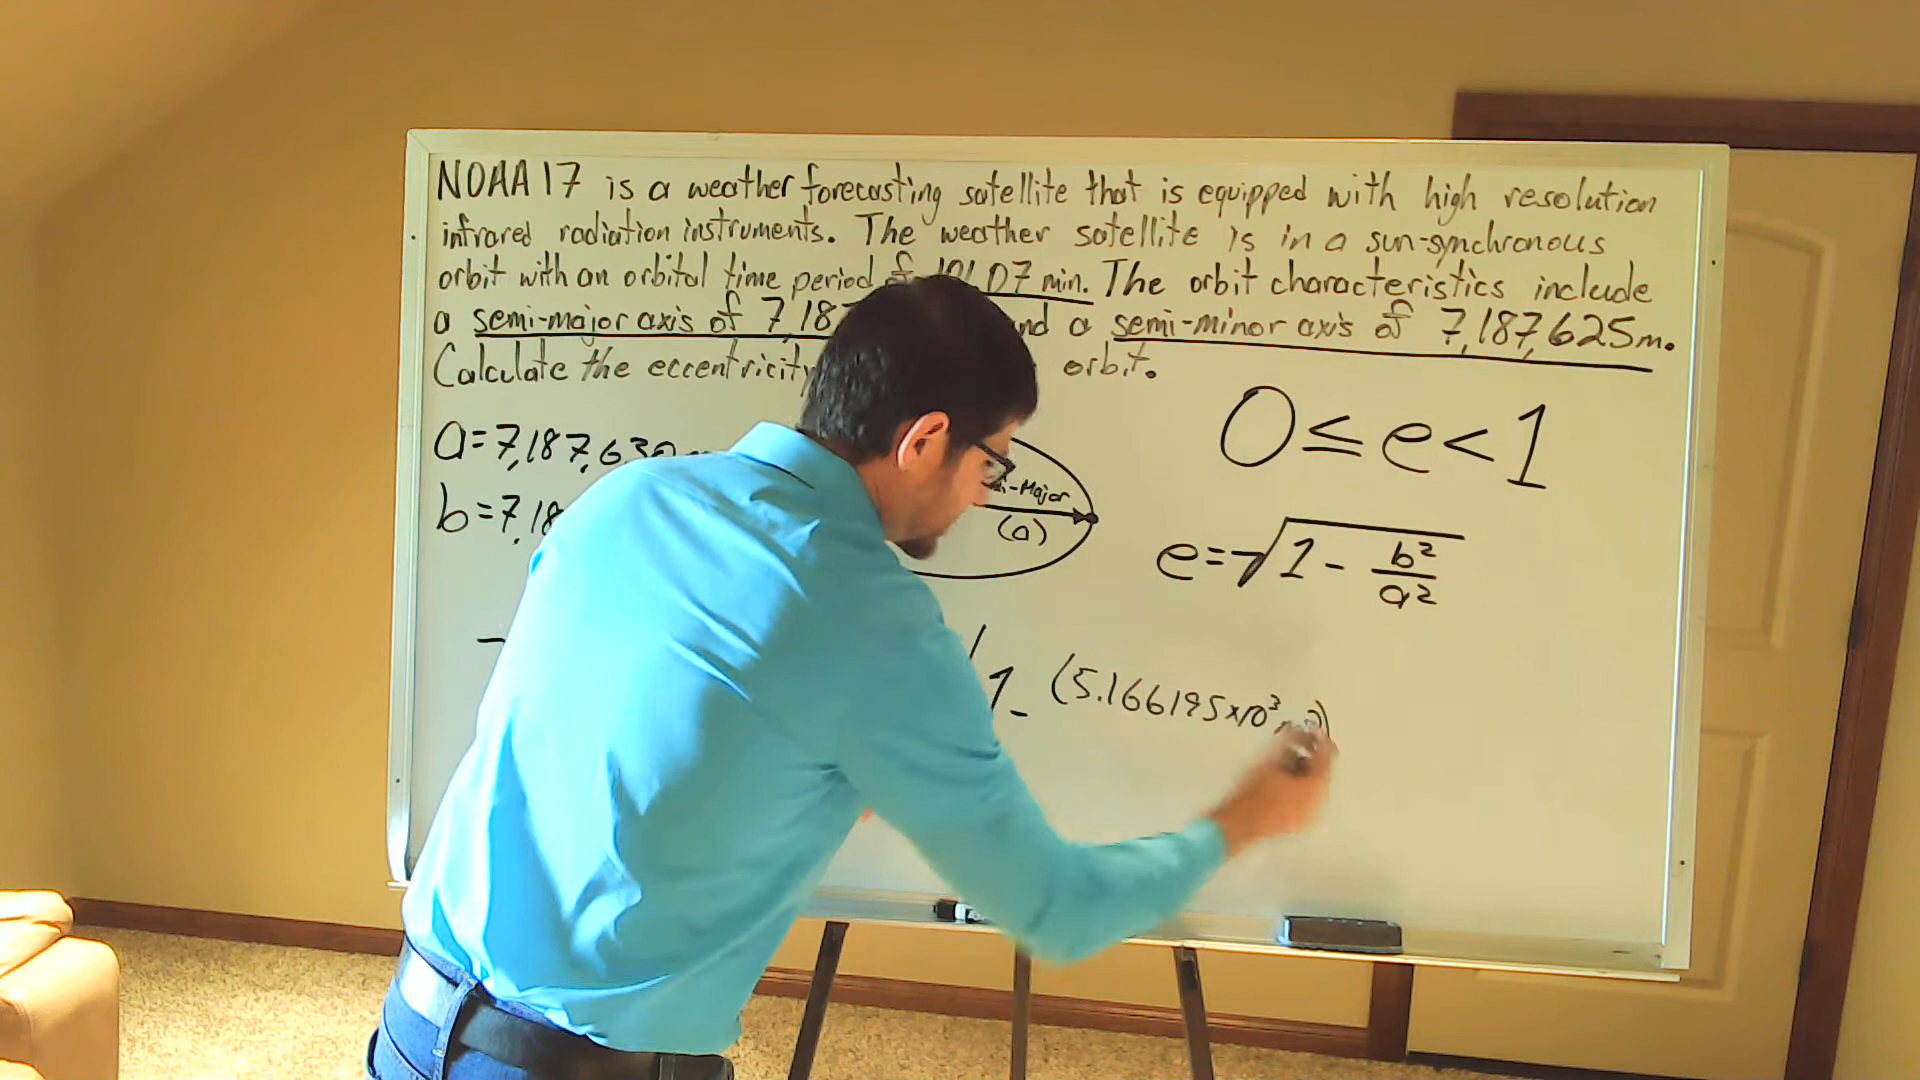 NOAA 17 is a weather forecasting satellite that is equipped with high resolution
infrared radiation instruments. The weather satellite is in a sun-synchronous
orbit with an orbital time period of 101.07 min. The orbit characteristics include
a semi-major axis of 7,187 and a semi-minor axis of 7,187,625m.
Calculate the eccentricity orbit.
a=7,187,630
b=7,18
-Major
(a)
0≤e<1
e=√1-b²/a²
1-(5.166195x10³